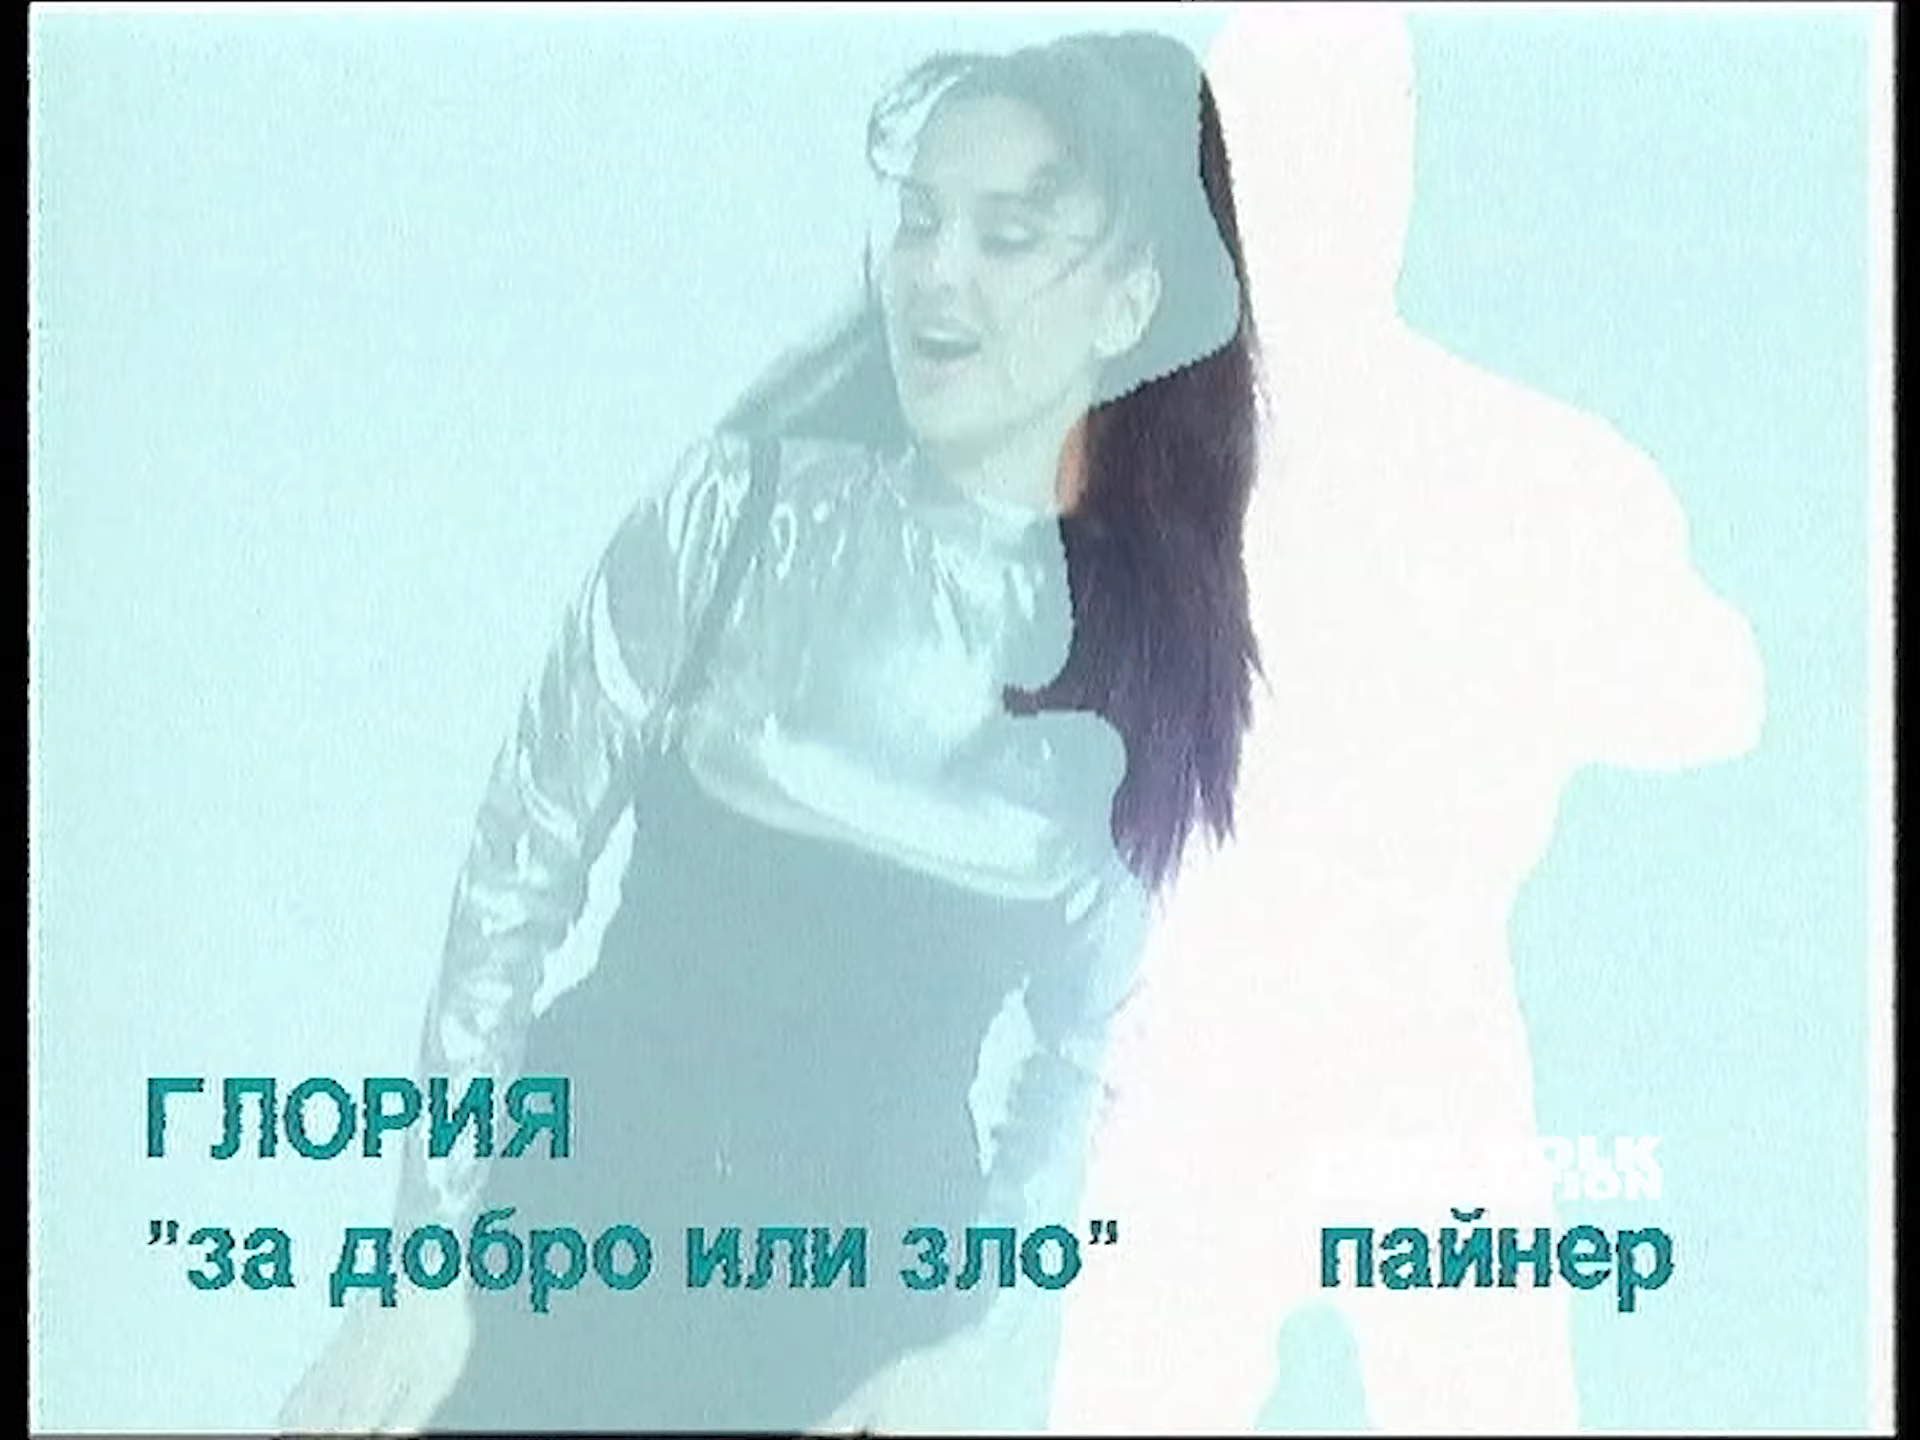 ГЛОРИЯ
"за добро или зло"
пайнер